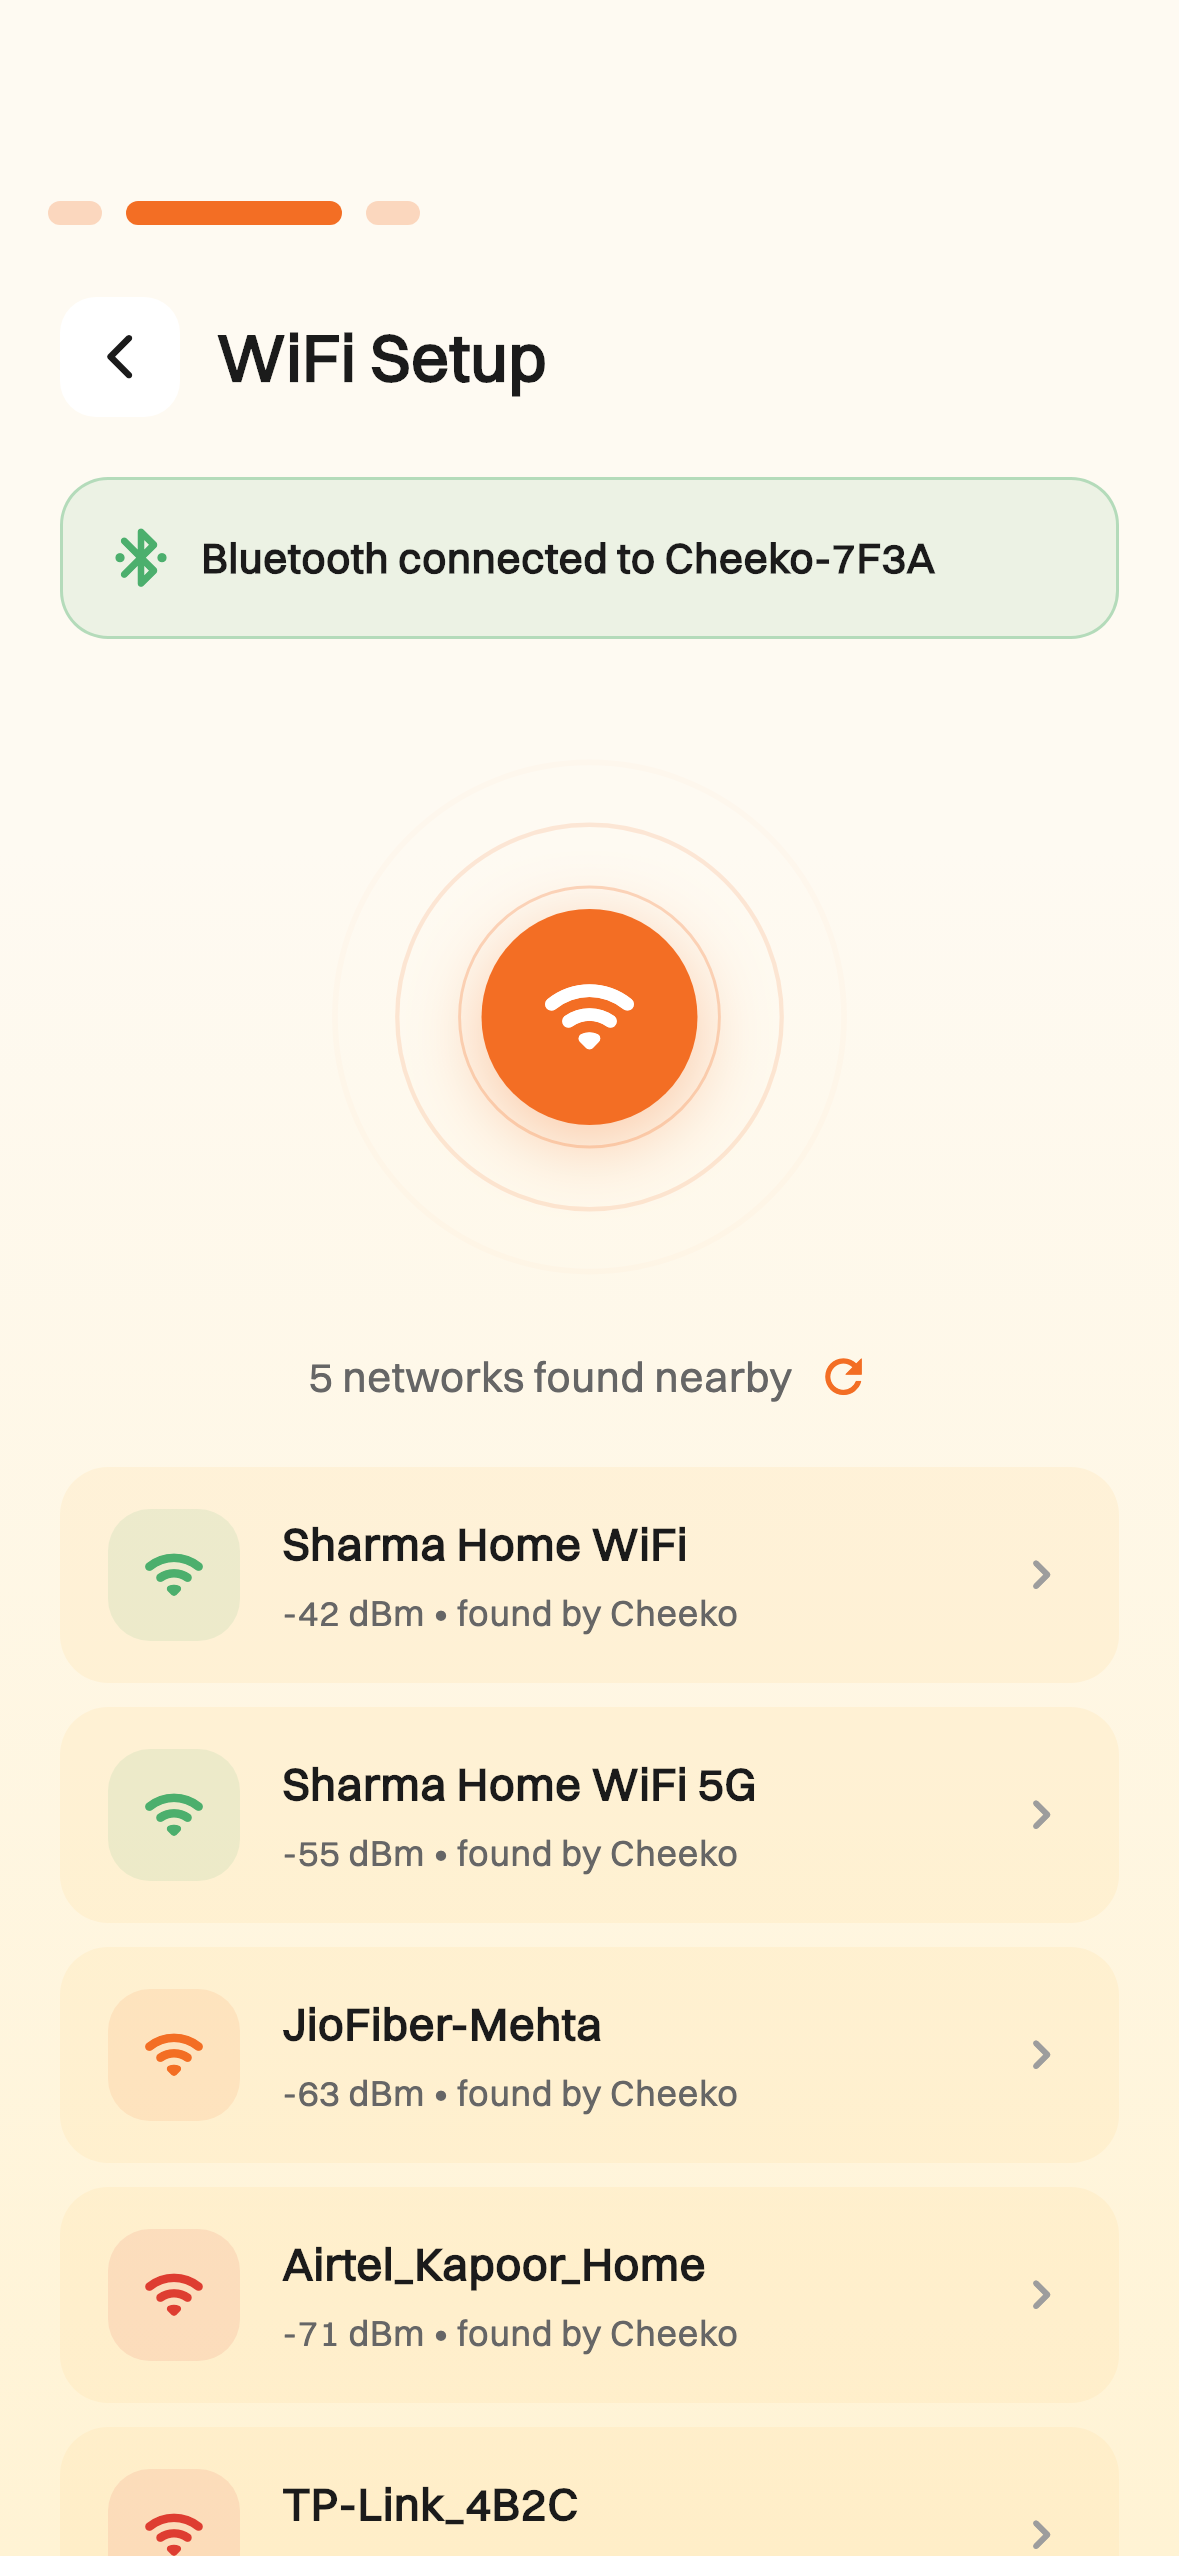 WiFi Setup
Bluetooth connected to Cheeko-7F3A
5 networks found nearby
Sharma Home WiFi
-42 dBm • found by Cheeko
Sharma Home WiFi 5G
-55 dBm • found by Cheeko
JioFiber-Mehta
-63 dBm • found by Cheeko
Airtel_Kapoor_Home
-71 dBm • found by Cheeko
TP-Link_4B2C